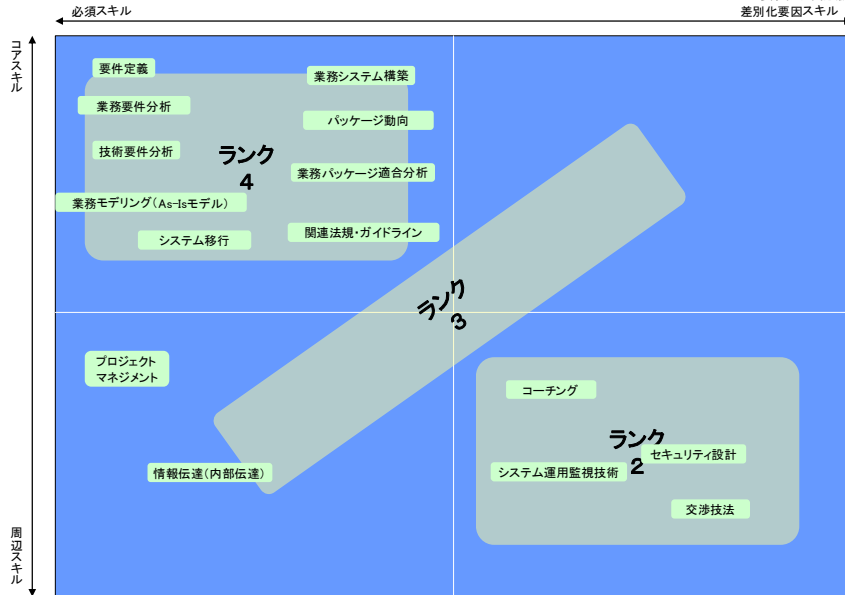 必須スキル
差別化要因スキル
コアスキル
要件定義
業務システム構築
業務要件分析
パッケージ動向
技術要件分析
ランク
4
業務パッケージ適合分析
業務モデリング(As-Isモデル)
関連法規・ガイドライン
システム移行
ランク
3
プロジェクト
マネジメント
コーチング
ランク
2
セキュリティ設計
情報伝達(内部伝達)
システム運用監視技術
交渉技法
周辺スキル